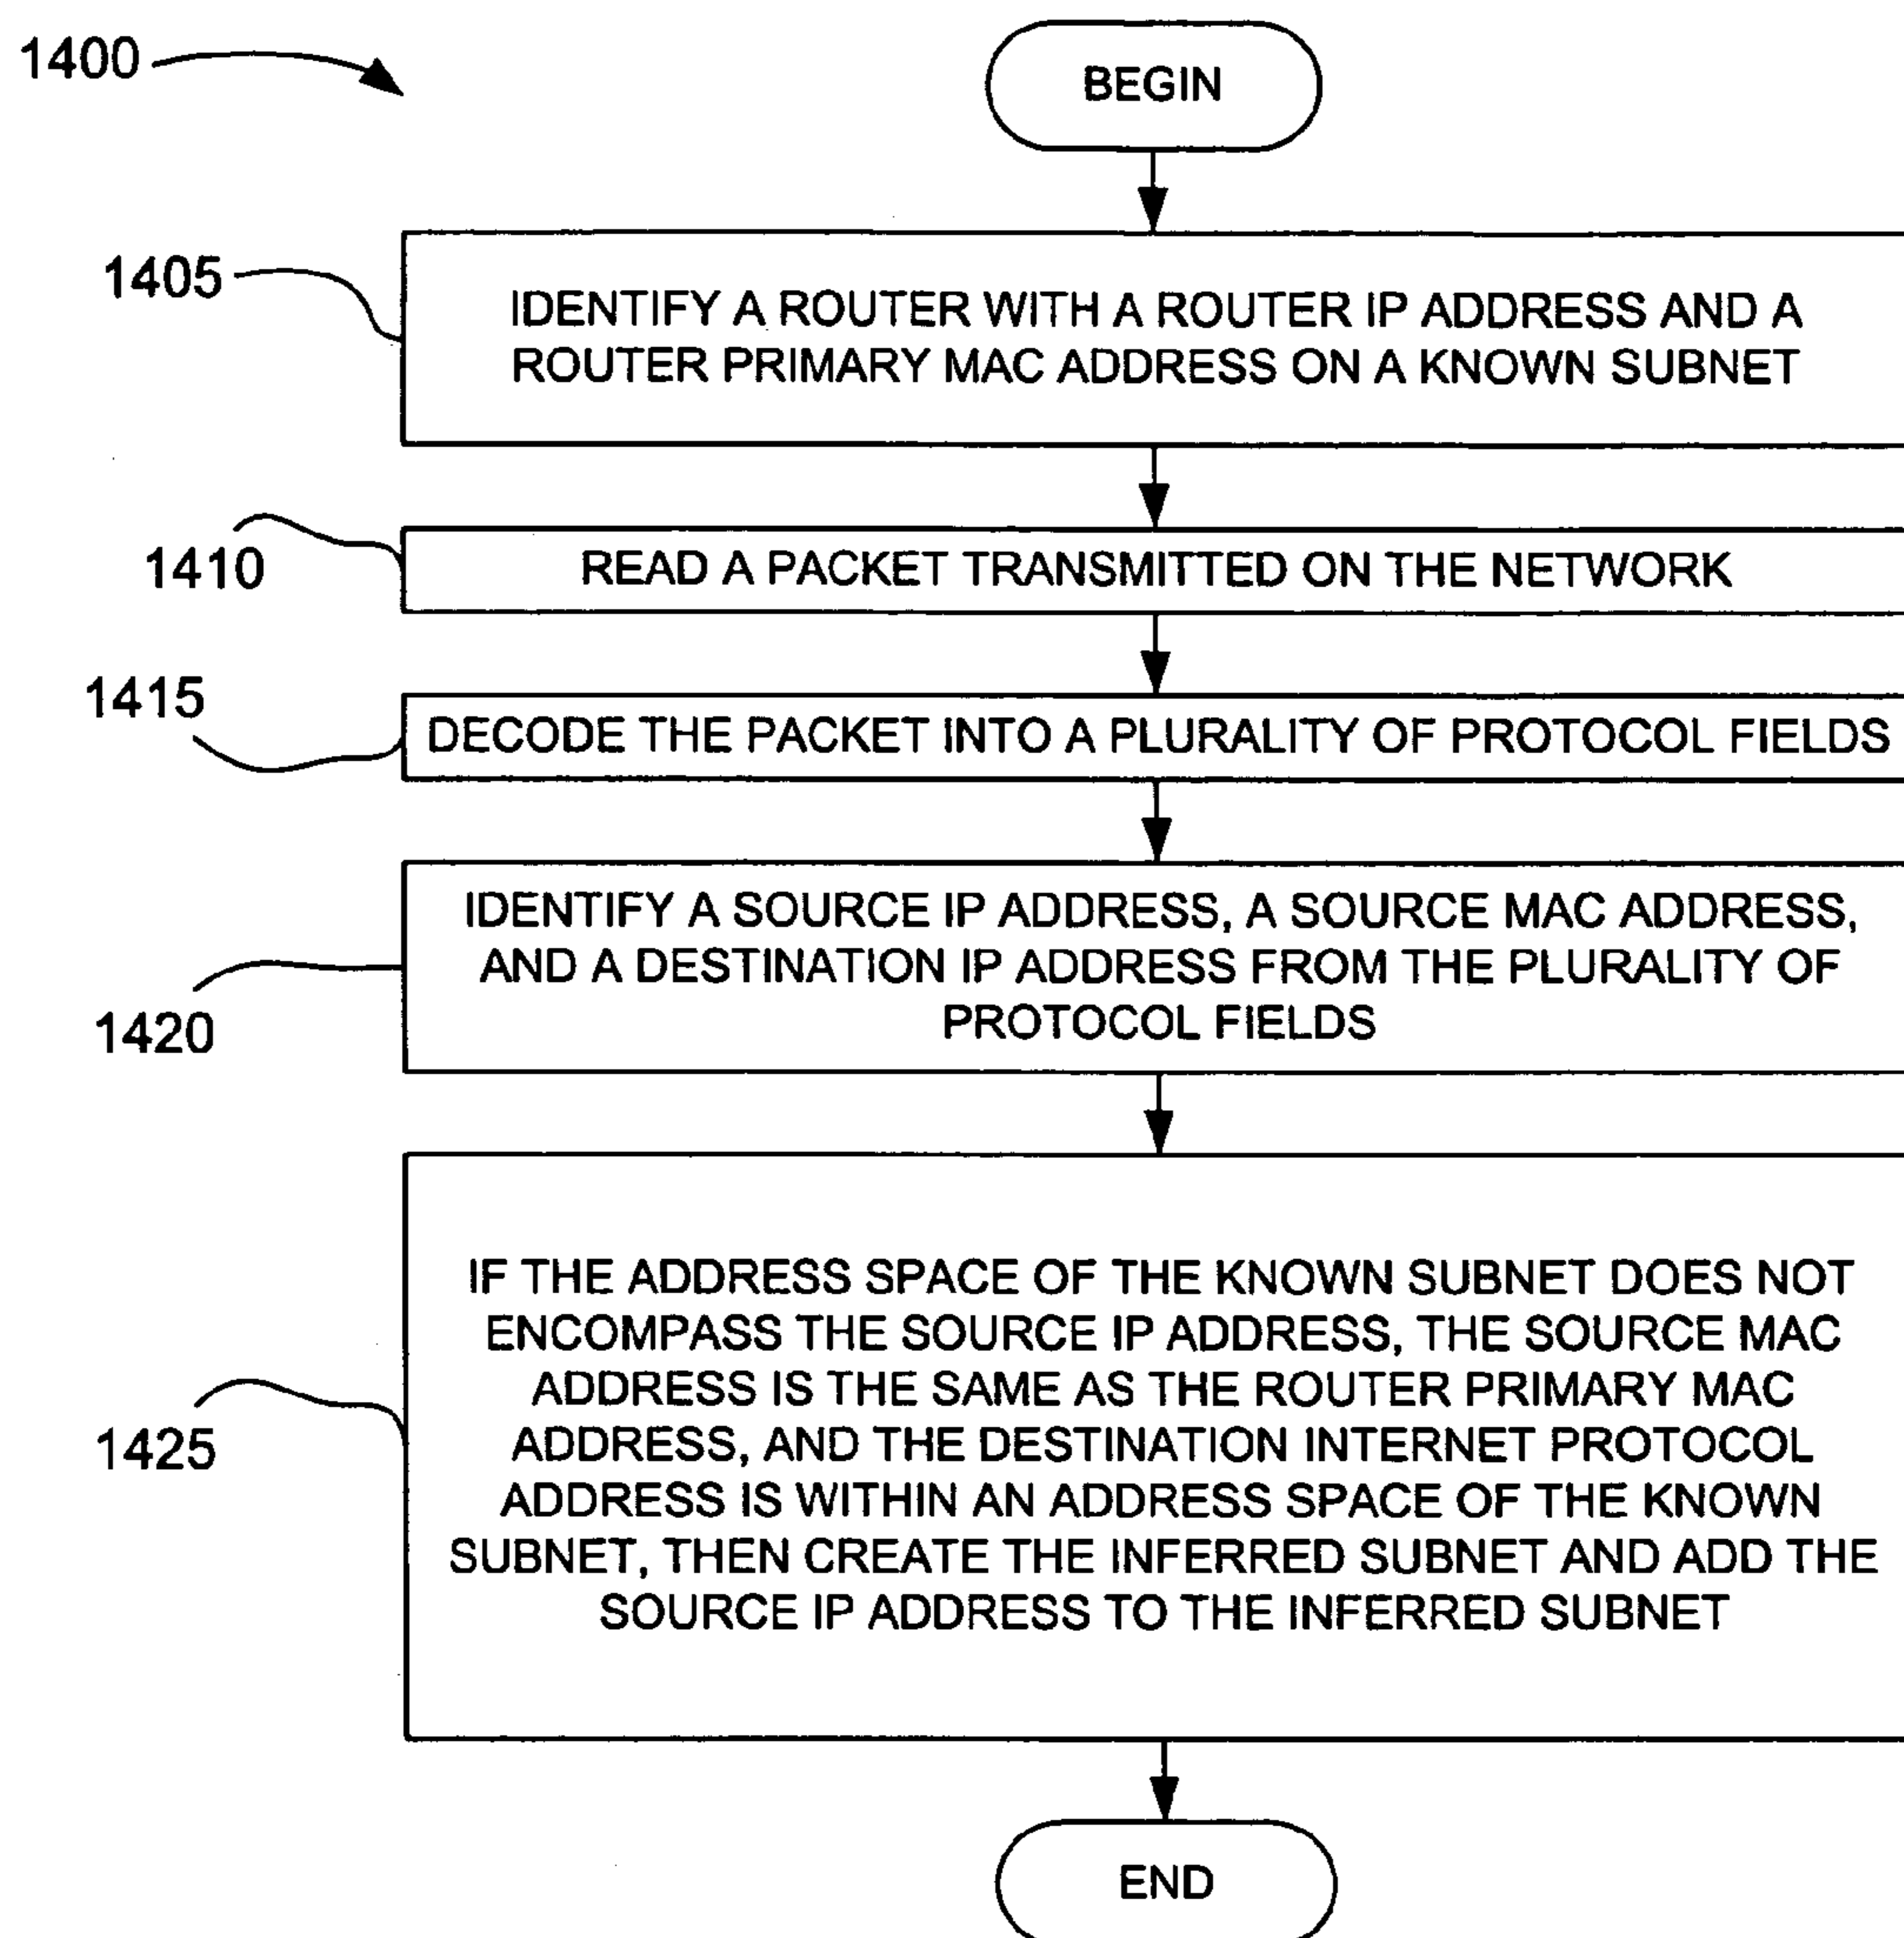 1400
BEGIN
1405
IDENTIFY A ROUTER WITH A ROUTER IP ADDRESS AND A
ROUTER PRIMARY MAC ADDRESS ON A KNOWN SUBNET
1410
READ A PACKET TRANSMITTED ON THE NETWORK
1415
DECODE THE PACKET INTO A PLURALITY OF PROTOCOL FIELDS
1420
IDENTIFY A SOURCE IP ADDRESS, A SOURCE MAC ADDRESS,
AND A DESTINATION IP ADDRESS FROM THE PLURALITY OF
PROTOCOL FIELDS
1425
IF THE ADDRESS SPACE OF THE KNOWN SUBNET DOES NOT
ENCOMPASS THE SOURCE IP ADDRESS, THE SOURCE MAC
ADDRESS IS THE SAME AS THE ROUTER PRIMARY MAC
ADDRESS, AND THE DESTINATION INTERNET PROTOCOL
ADDRESS IS WITHIN AN ADDRESS SPACE OF THE KNOWN
SUBNET, THEN CREATE THE INFERRED SUBNET AND ADD THE
SOURCE IP ADDRESS TO THE INFERRED SUBNET
END